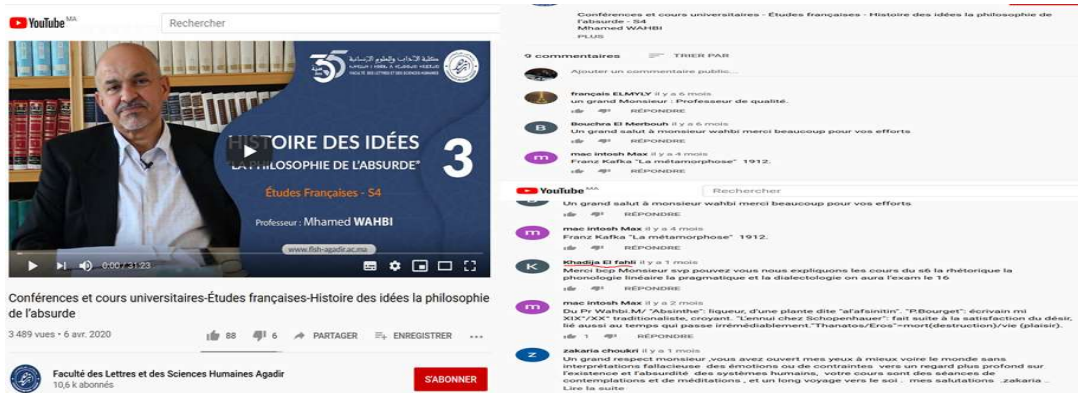 YouTube MA
Rechercher
35
كلية الآداب والعلوم الإنسانية
FACULTÉ DES LETTRES ET DES SCIENCES HUMAINES
HISTOIRE DES IDÉES
"LA PHILOSOPHIE DE L'ABSURDE"
3
Études Françaises - S4
Professeur : Mhamed WAHBI
www.flsh-agadir.ac.ma
0:00 / 31:23
Conférences et cours universitaires-Études françaises-Histoire des idées la philosophie
de l'absurde
3 489 vues • 6 avr. 2020
88
6
PARTAGER
ENREGISTRER
Faculté des Lettres et des Sciences Humaines Agadir
10,6 k abonnés
S'ABONNER
Conférences et cours universitaires - Études françaises - Histoire des idées la philosophie de
l'absurde
Mhamed WAHBI
PLUS
9 commentaires
TRIER PAR
Ajouter un commentaire public...
français ELMYLY il y a 6 mois
un grand Monsieur : Professeur de qualité.
RÉPONDRE
B
Bouchra El Merbouh il y a 6 mois
Un grand salut à monsieur wahbi merci beaucoup pour vos efforts
RÉPONDRE
m
mac intosh Max il y a 4 mois
Franz Kafka "La métamorphose" 1912.
RÉPONDRE
YouTube MA
Rechercher
Un grand salut à monsieur wahbi merci beaucoup pour vos efforts
RÉPONDRE
m
mac intosh Max il y a 4 mois
Franz Kafka "La métamorphose" 1912.
RÉPONDRE
K
Khadija El fahli il y a 1 mois
Merci bcp Monsieur svp pouvez vous nous expliquons les cours du s6 la rhétorique la
phonologie linéaire la pragmatique et la dialectologie on aura l'exam le 16
RÉPONDRE
m
mac intosh Max il y a 2 mois
Du Pr Wahbi.M/ "Absinthe": liqueur, d'une plante dite "al'afsinitin". "P.Bourget": écrivain mi
XIX°/XX° traditionaliste, croyant. "L'ennui chez Schopenhauer": fait suite à la satisfaction du désir,
lié aussi au temps qui passe irrémédiablement."Thanatos/Eros"=mort(destruction)/vie (plaisir).
1
RÉPONDRE
z
zakaria choukri il y a 1 mois
Un grand respect monsieur ,vous avez ouvert mes yeux à mieux voire le monde sans
interprétations fallacieuse des émotions ou de contraintes vers un regard plus profond sur
l'existence et l'absurdité des systèmes humains, votre cours sont des séances de
contemplations et de méditations , et un long voyage vers le soi . mes salutations .zakaria ..
Lire la suite